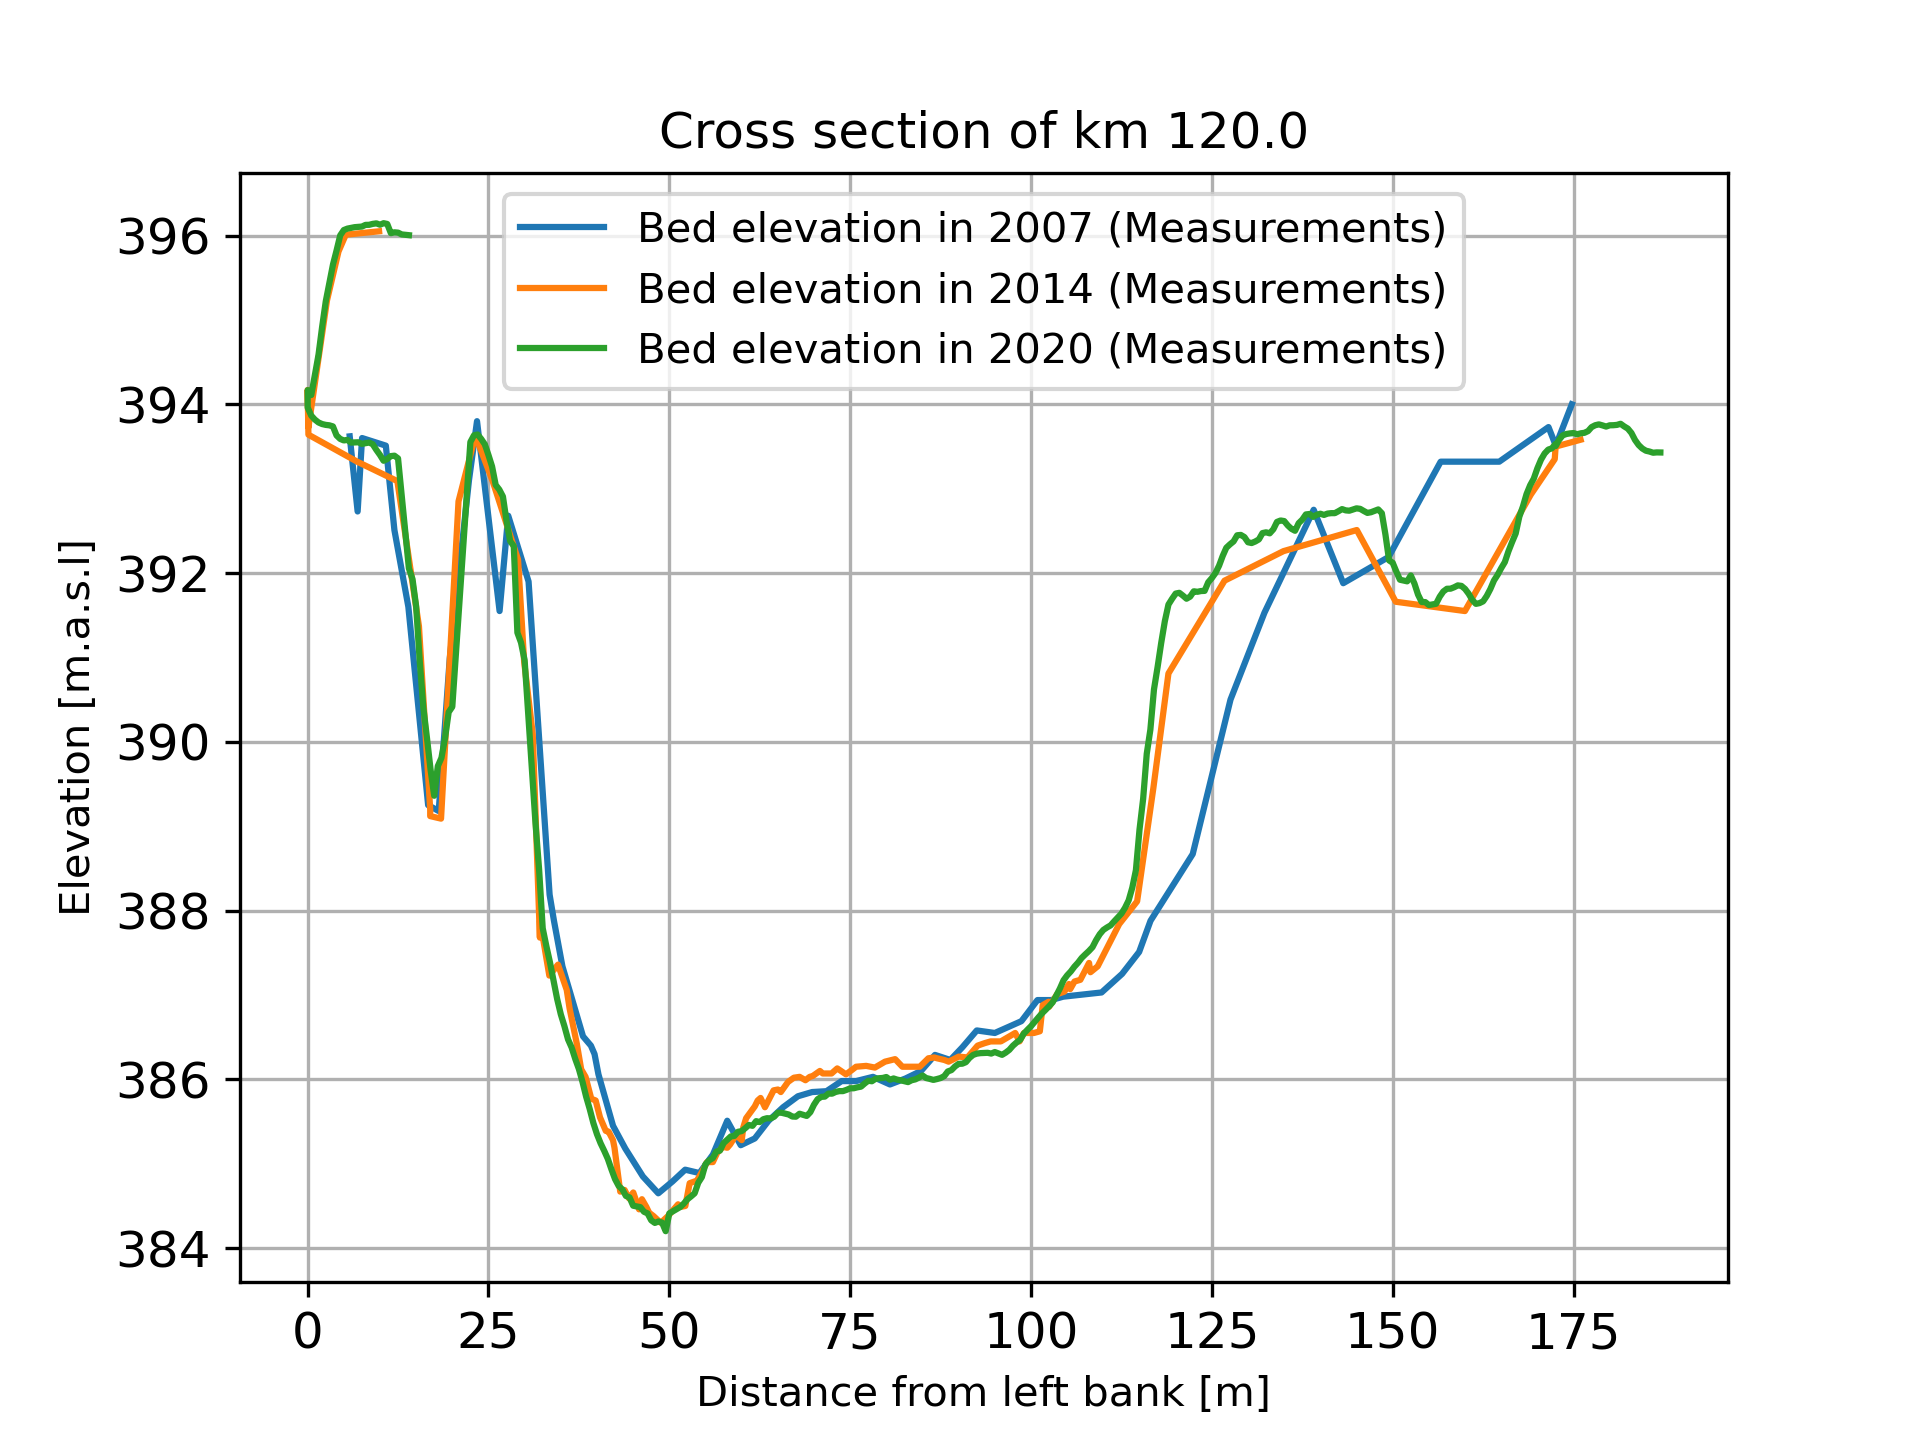 Cross section of km 120.0
Bed elevation in 2007 (Measurements)
Bed elevation in 2014 (Measurements)
Bed elevation in 2020 (Measurements)
Elevation [m.a.s.l]
396
394
392
390
388
386
384
0 25 50 75 100 125 150 175
Distance from left bank [m]